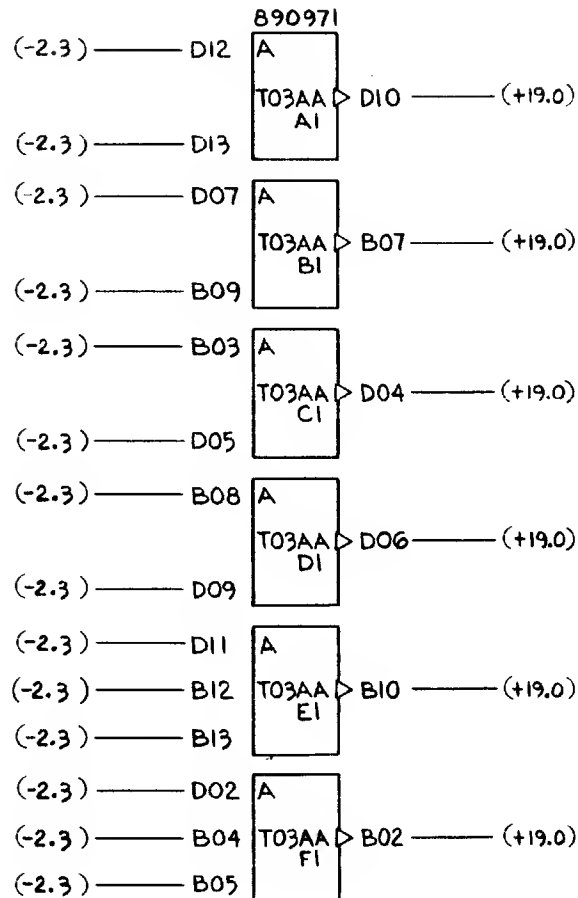 890971
(-2.3) D12 A
T03AA D10 (+19.0)
A1
(-2.3) D13
(-2.3) D07 A
T03AA B07 (+19.0)
B1
(-2.3) B09
(-2.3) B03 A
T03AA D04 (+19.0)
C1
(-2.3) D05
(-2.3) B08 A
T03AA D06 (+19.0)
D1
(-2.3) D09
(-2.3) D11 A
(-2.3) B12 T03AA B10 (+19.0)
E1
(-2.3) B13
(-2.3) D02 A
(-2.3) B04 T03AA B02 (+19.0)
F1
(-2.3) B05